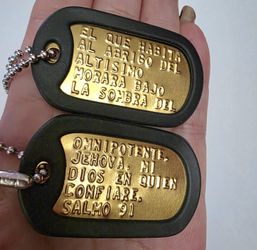 EL QUE HABITA
AL ABRIGO DEL
ALTISIMO
MORARA BAJO
LA SOMBRA DEL
OMNIPOTENTE.
JEHOVA. MI
DIOS EN QUIEN
CONFIARE.
SALMO 91